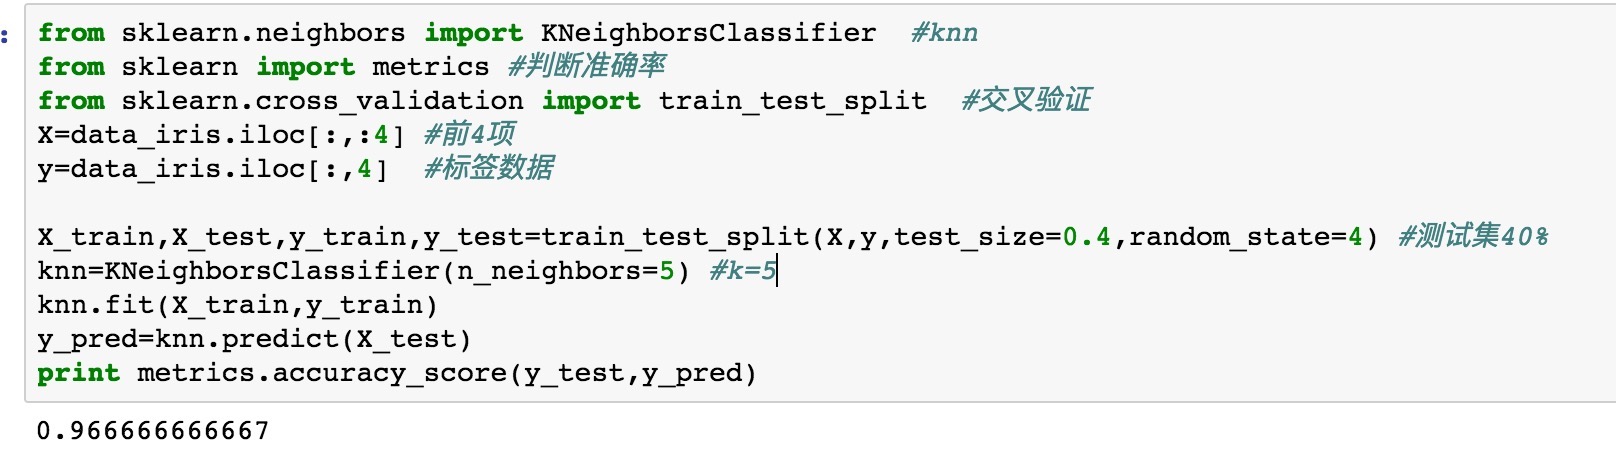 :
from sklearn.neighbors import KNeighborsClassifier  #knn
from sklearn import metrics #判断准确率
from sklearn.cross_validation import train_test_split  #交叉验证
X=data_iris.iloc[:,:4] #前4项
y=data_iris.iloc[:,4]  #标签数据
X_train,X_test,y_train,y_test=train_test_split(X,y,test_size=0.4,random_state=4) #测试集40%
knn=KNeighborsClassifier(n_neighbors=5) #k=5
knn.fit(X_train,y_train)
y_pred=knn.predict(X_test)
print metrics.accuracy_score(y_test,y_pred)
0.966666666667